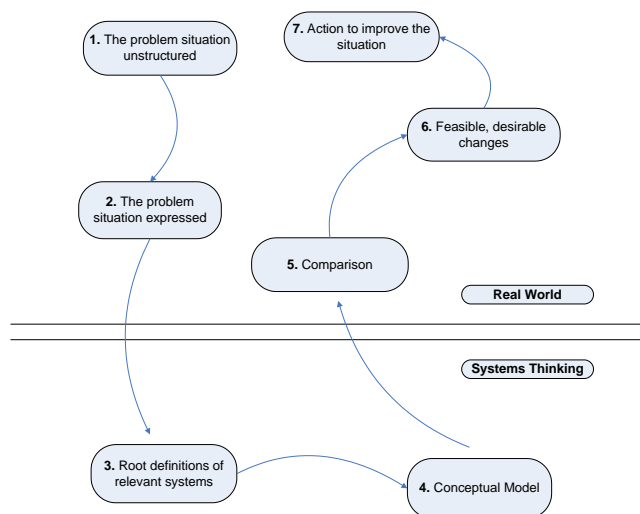 1. The problem situation
unstructured
7. Action to improve the
situation
6. Feasible, desirable
changes
2. The problem
situation expressed
5. Comparison
Real World
Systems Thinking
3. Root definitions of
relevant systems
4. Conceptual Model